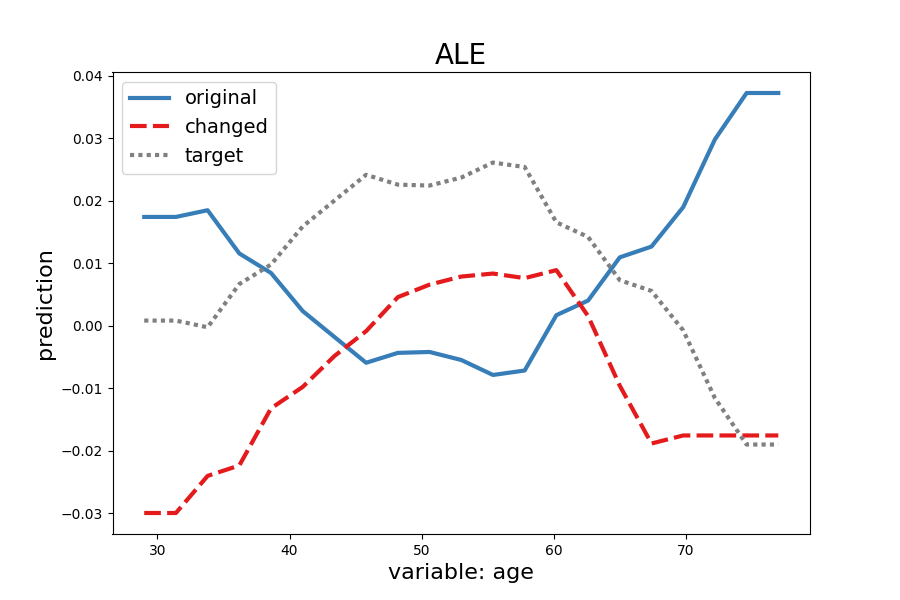 ALE
0.04
0.03
0.02
0.01
0.00
−0.01
−0.02
−0.03
prediction
original
changed
target
30 40 50 60 70
variable: age